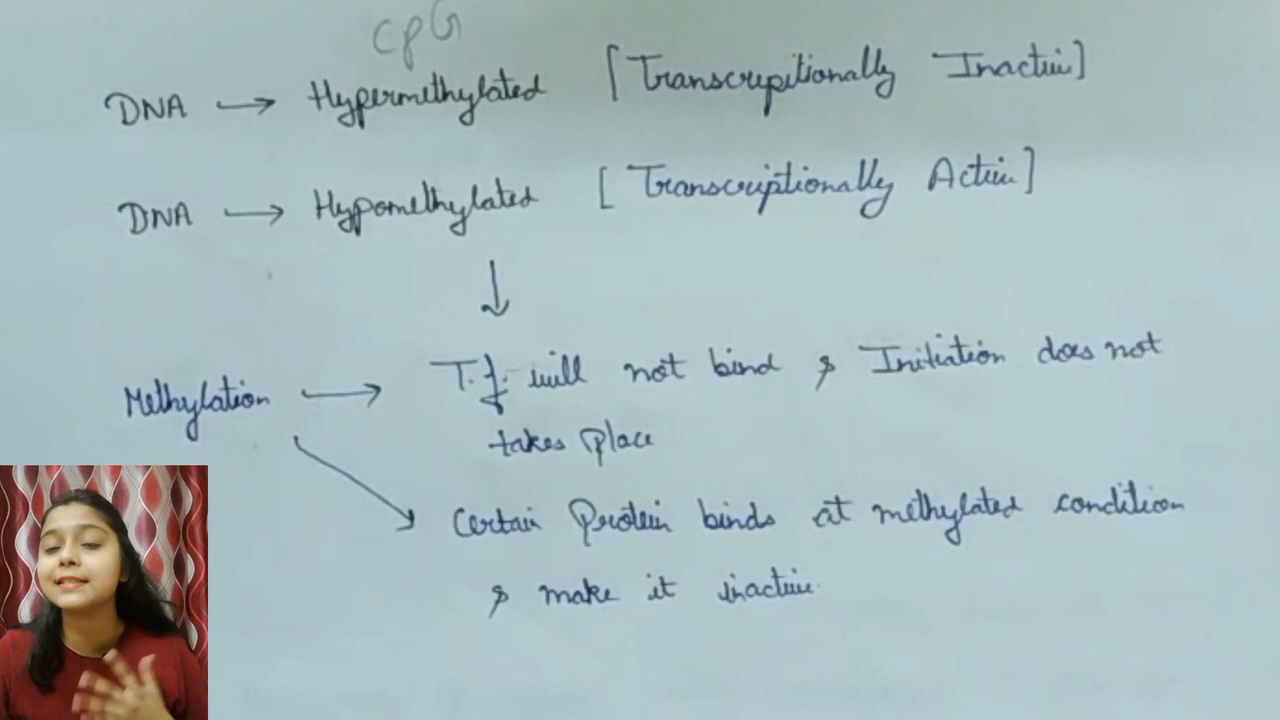 CpG
DNA → Hypermethylated [Transcripitionally Inactive]
DNA → Hypomethylated [Transcriptionally Active]
↓
Methylation → T.f. will not bind & Initiation does not
takes place
Certain Protein binds at methylated condition
& make it inactive.